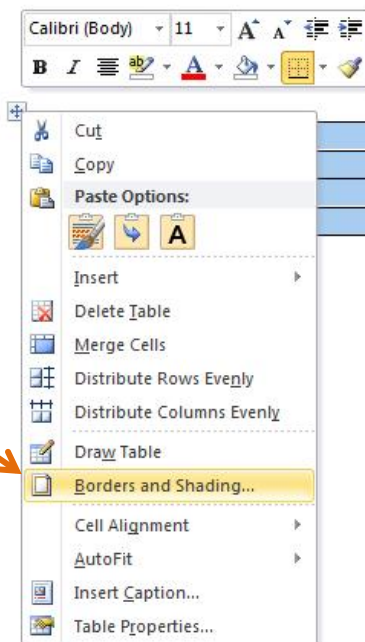 Calibri (Body) 11 A A
B I ab A
Cut
Copy
Paste Options:
A
Insert
Delete Table
Merge Cells
Distribute Rows Evenly
Distribute Columns Evenly
Draw Table
Borders and Shading...
Cell Alignment
AutoFit
Insert Caption...
Table Properties...